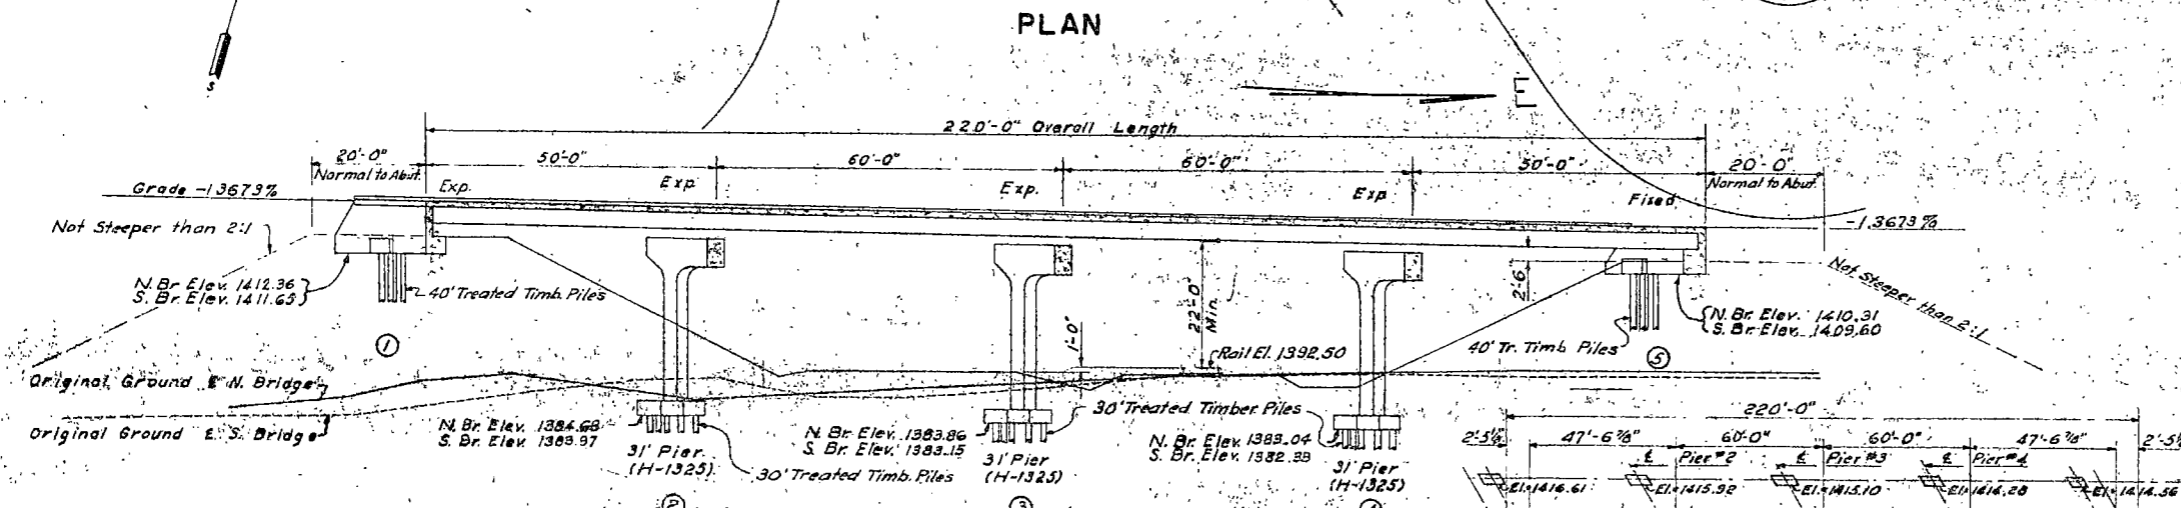 PLAN
S
E
220'-0" Overall Length
20'-0"
Normal to Abut.
50'-0"
60'-0"
60'-0"
50'-0"
20'-0"
Normal to Abut.
Grade -1.3673%
Exp.
Exp
Exp.
Exp
Fixed
-1.3673%
Not Steeper than 2:1
Not Steeper than 2:1
N. Br. Elev. 1412.36
S. Br. Elev. 1411.65
40' Treated Timb. Piles
22'-0"
Min.
2'-6"
N. Br. Elev. 1410.31
S. Br. Elev. 1409.60
1
1'-0"
Rail El. 1392.50
40' Tr. Timb Piles
5
Original Ground ℄ N. Bridge
Original Ground ℄ S. Bridge
N. Br. Elev. 1384.68
S. Br. Elev. 1383.97
31' Pier
(H-1325)
30' Treated Timb. Piles
2
N. Br. Elev. 1383.86
S. Br. Elev. 1383.15
31' Pier
(H-1325)
30' Treated Timber Piles
3
N. Br. Elev. 1383.04
S. Br. Elev. 1382.33
31' Pier
(H-1325)
4
220'-0"
47'-6⅞"
60'-0"
60'-0"
47'-6⅞"
℄ Pier #2
℄ Pier #3
℄ Pier #4
El. 1416.61
El. 1415.92
El. 1415.10
El. 1414.28
El. 1414.56